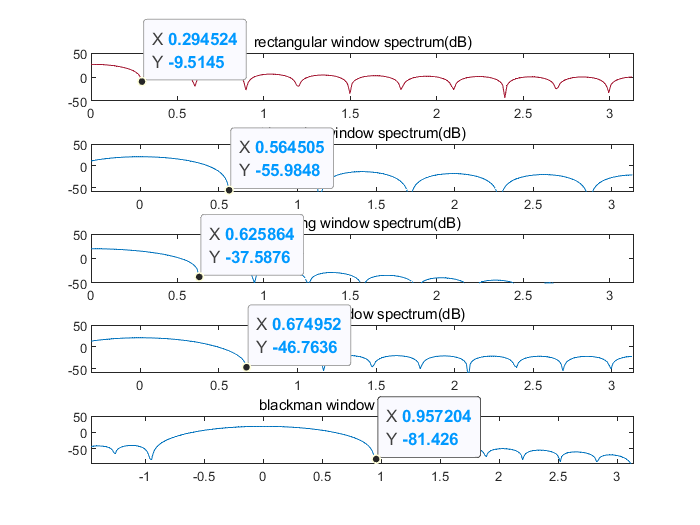 X 0.294524
Y -9.5145
rectangular window spectrum(dB)
50
0
-50
0 0.5 1 1.5 2 2.5 3
X 0.564505
Y -55.9848
window spectrum(dB)
50
0
-50
0 0.5 1 1.5 2 2.5 3
X 0.625864
Y -37.5876
window spectrum(dB)
50
0
-50
0 0.5 1 1.5 2 2.5 3
X 0.674952
Y -46.7636
window spectrum(dB)
50
0
-50
0 0.5 1 1.5 2 2.5 3
X 0.957204
Y -81.426
blackman window
50
0
-50
-1 -0.5 0 0.5 1 1.5 2 2.5 3